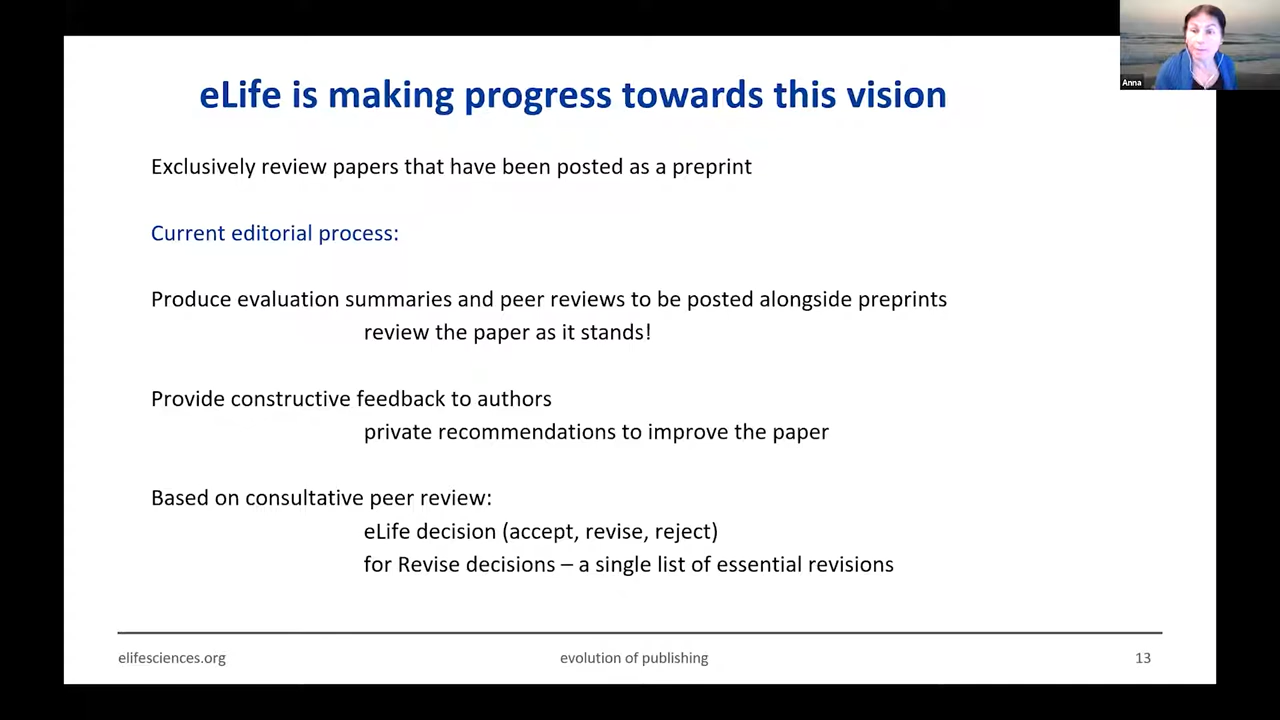 eLife is making progress towards this vision
Anna
Exclusively review papers that have been posted as a preprint
Current editorial process:
Produce evaluation summaries and peer reviews to be posted alongside preprints
review the paper as it stands!
Provide constructive feedback to authors
private recommendations to improve the paper
Based on consultative peer review:
eLife decision (accept, revise, reject)
for Revise decisions – a single list of essential revisions
elifesciences.org
evolution of publishing
13